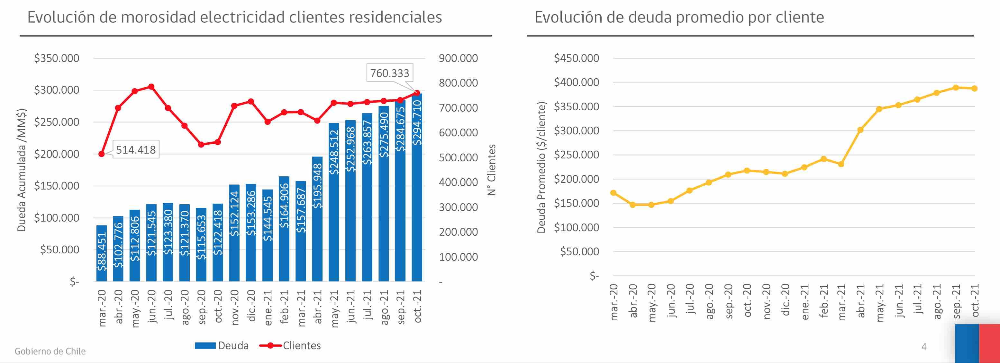 Evolución de morosidad electricidad clientes residenciales
Dueda Acumulada /MM$)
$350.000
$300.000
$250.000
$200.000
$150.000
$100.000
$50.000
$-
514.418
760.333
$88.451
$102.776
$112.806
$121.545
$123.380
$121.370
$115.653
$122.418
$152.124
$153.286
$144.545
$164.906
$157.687
$195.948
$248.512
$252.968
$263.857
$275.490
$284.675
$294.710
900.000
800.000
700.000
600.000
500.000
400.000
300.000
200.000
100.000
-
N° Clientes
mar.-20
abr.-20
may.-20
jun.-20
jul.-20
ago.-20
sep.-20
oct.-20
nov.-20
dic.-20
ene.-21
feb.-21
mar.-21
abr.-21
may.-21
jun.-21
jul.-21
ago.-21
sep.-21
oct.-21
Deuda
Clientes
Evolución de deuda promedio por cliente
Deuda Promedio ($/cliente)
$450.000
$400.000
$350.000
$300.000
$250.000
$200.000
$150.000
$100.000
$50.000
$-
mar.-20
abr.-20
may.-20
jun.-20
jul.-20
ago.-20
sep.-20
oct.-20
nov.-20
dic.-20
ene.-21
feb.-21
mar.-21
abr.-21
may.-21
jun.-21
jul.-21
ago.-21
sep.-21
oct.-21
Gobierno de Chile
4